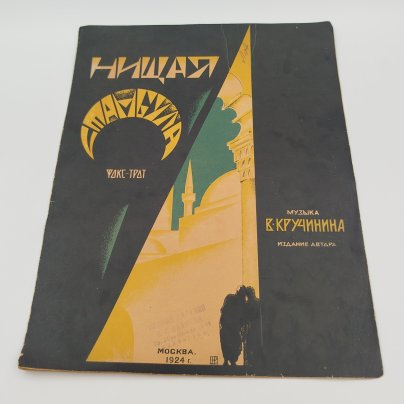 НИЩАЯ
СТАМБУЛА
ФОКС-ТРОТ
МУЗЫКА
В·КРУЧИНИНА
ИЗДАНИЕ АВТОРА
МОСКВА.
1924 г.